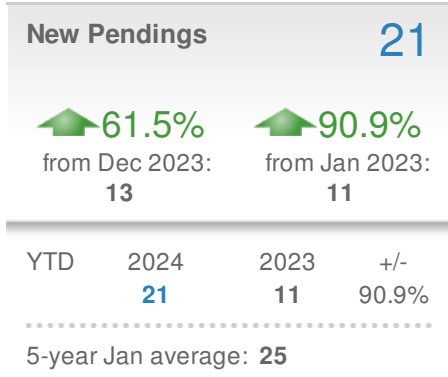 New Pendings 21
61.5% 90.9%
from Dec 2023: from Jan 2023:
13 11
YTD 2024 2023 +/-
21 11 90.9%
5-year Jan average: 25